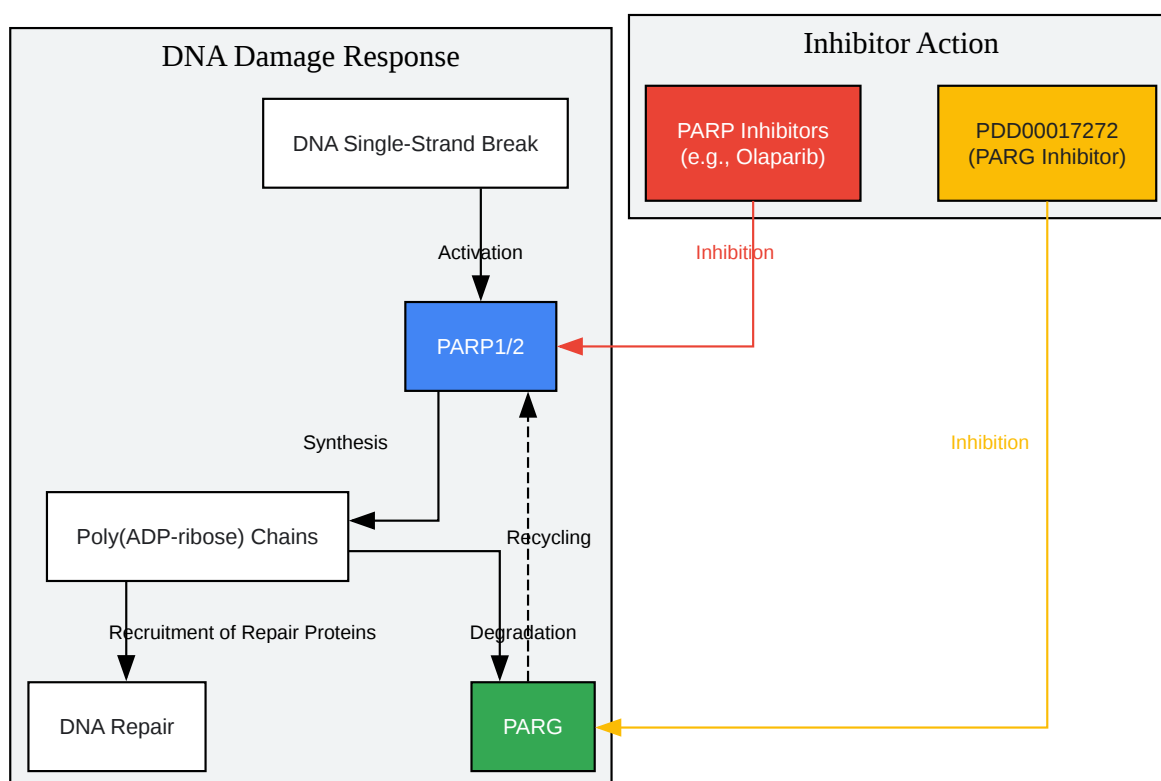 DNA Damage Response
Inhibitor Action
DNA Single-Strand Break
PARP Inhibitors
(e.g., Olaparib)
PDD00017272
(PARG Inhibitor)
Activation
Inhibition
PARP1/2
Synthesis
Inhibition
Poly(ADP-ribose) Chains
Recycling
Recruitment of Repair Proteins
Degradation
DNA Repair
PARG